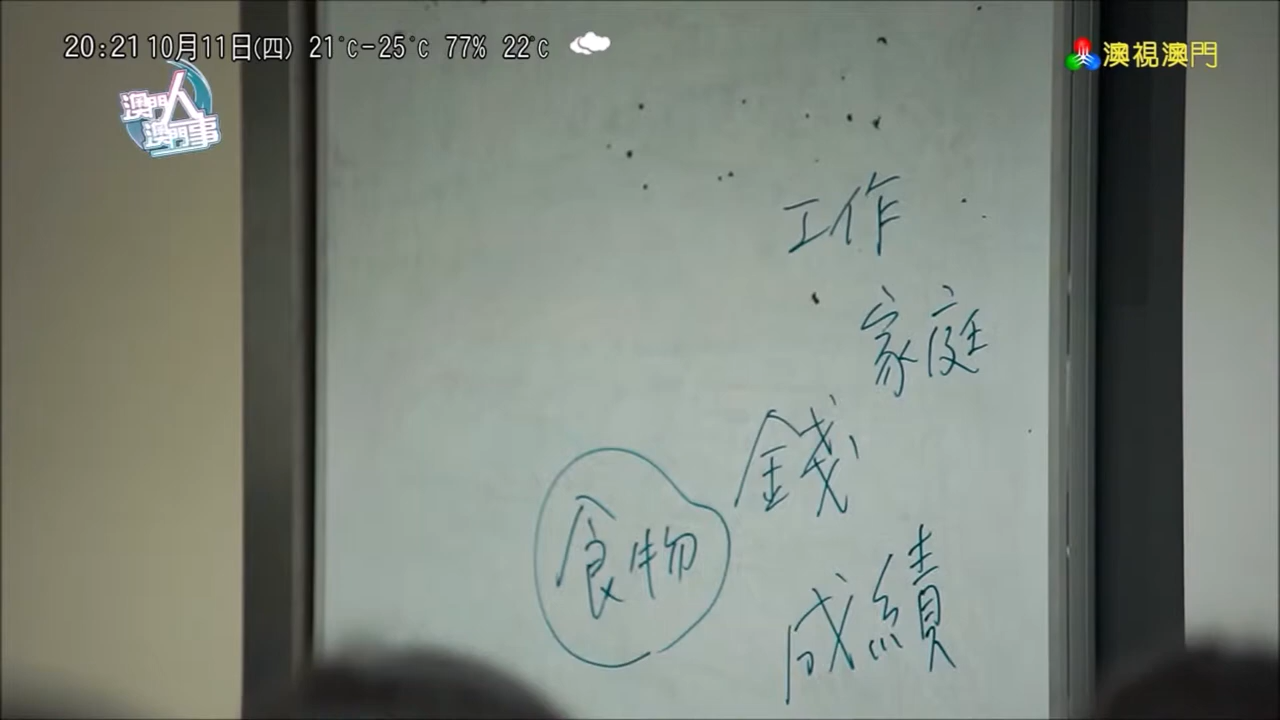 20:21 10月11日(四) 21°C-25°C 77% 22°C
澳視澳門
澳門人
澳門事
工作
家庭
錢
食物
成績